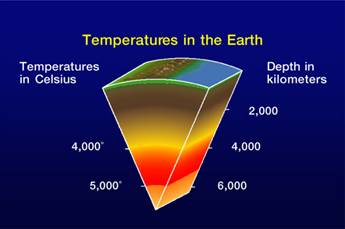 Temperatures in the Earth
Temperatures
in Celsius
Depth in
kilometers
2,000
4,000°
4,000
5,000°
6,000